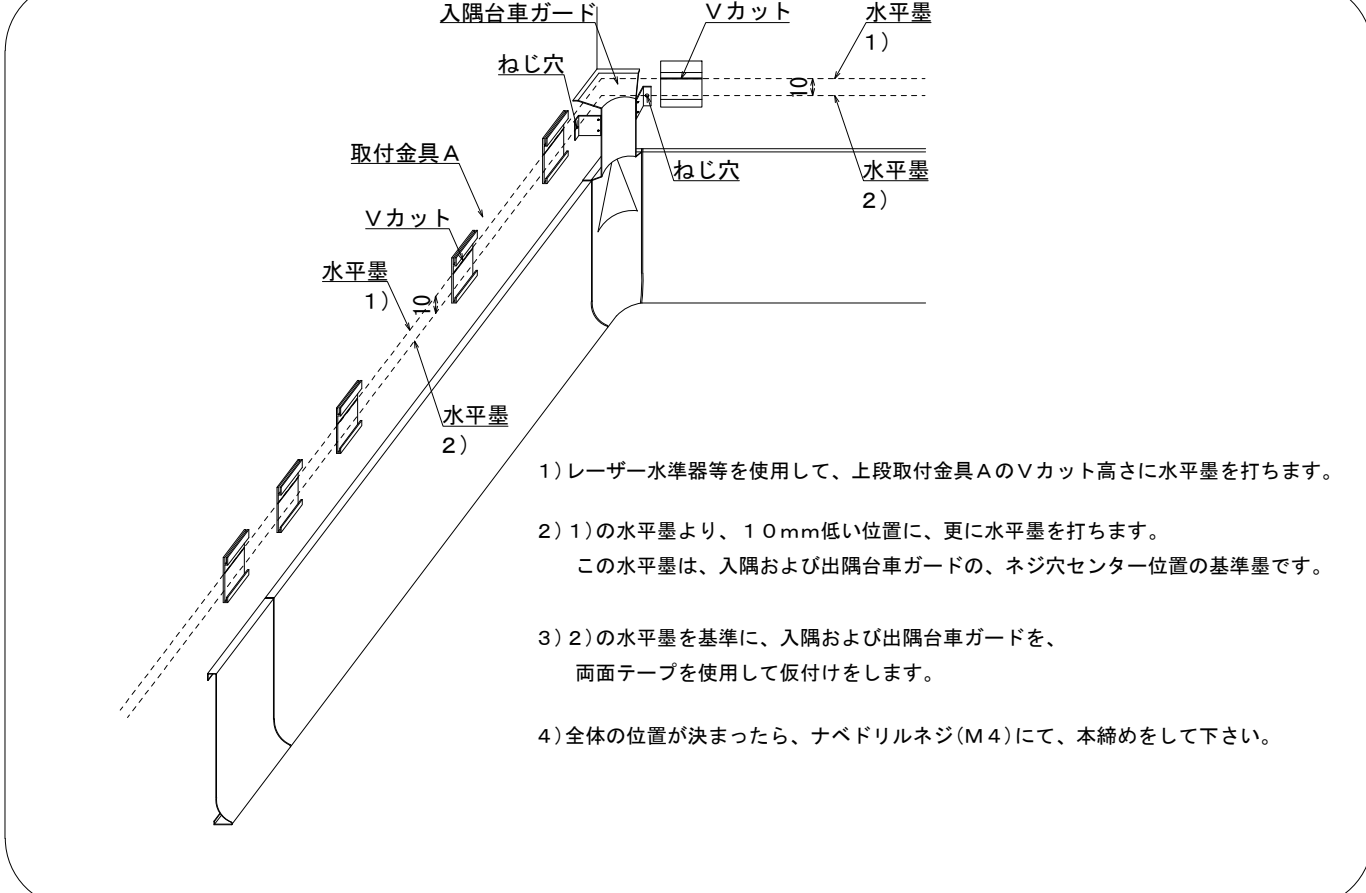 入隅台車ガード
Vカット
水平墨
1)
ねじ穴
10
取付金具A
ねじ穴
水平墨
2)
Vカット
水平墨
1)
10
水平墨
2)
1)レーザー水準器等を使用して、上段取付金具AのVカット高さに水平墨を打ちます。
2)1)の水平墨より、10mm低い位置に、更に水平墨を打ちます。
この水平墨は、入隅および出隅台車ガードの、ネジ穴センター位置の基準墨です。
3)2)の水平墨を基準に、入隅および出隅台車ガードを、
両面テープを使用して仮付けをします。
4)全体の位置が決まったら、ナベドリルネジ(M4)にて、本締めをして下さい。